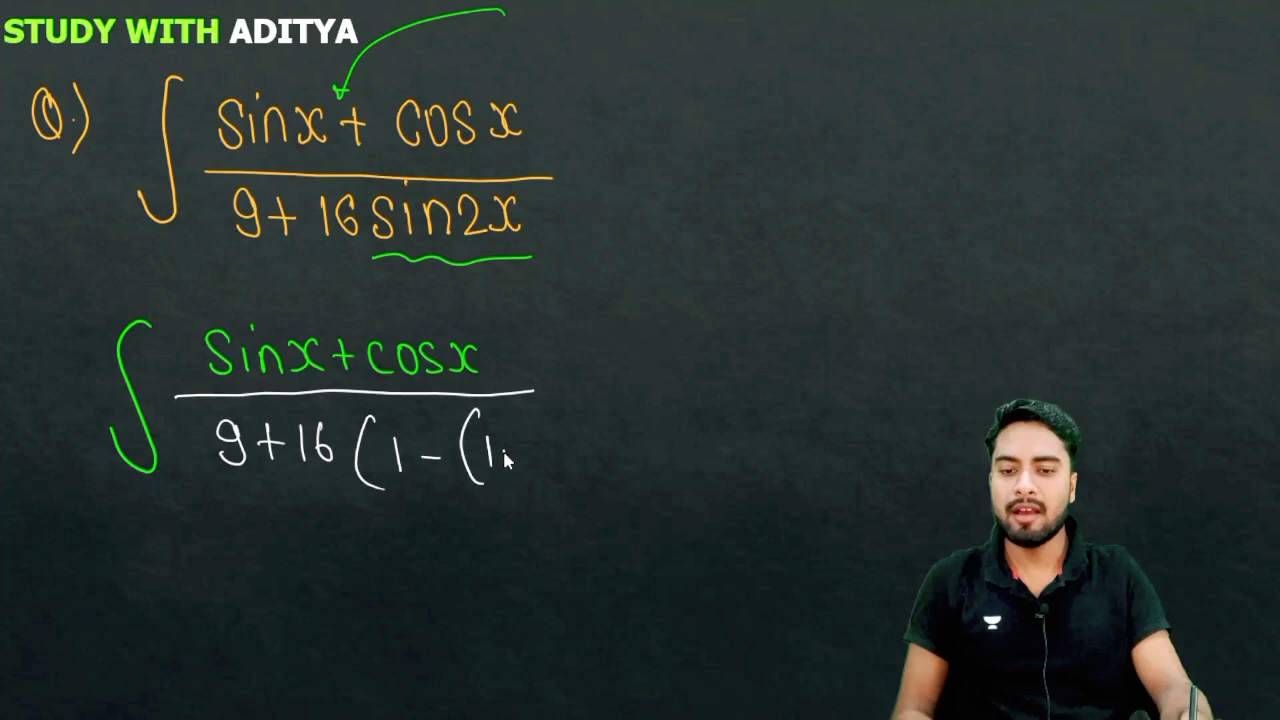 STUDY WITH ADITYA
Q.) ∫ sinx + cosx
9 + 16 sin2x
∫ sinx + cosx
9 + 16 (1 - (1